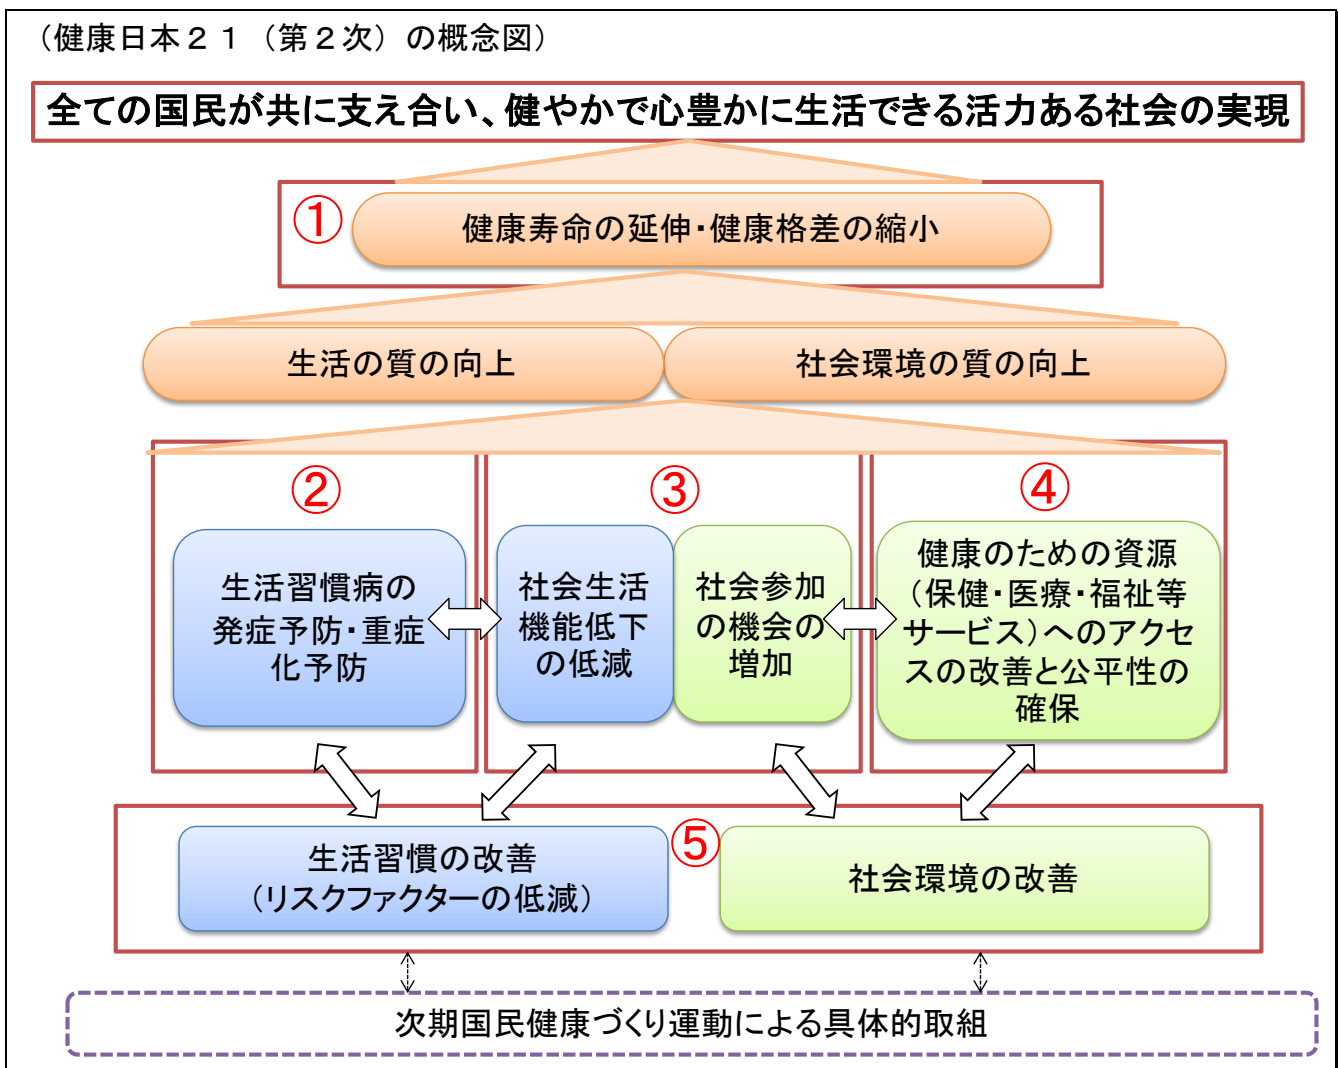 （健康日本２１（第２次）の概念図）
全ての国民が共に支え合い、健やかで心豊かに生活できる活力ある社会の実現
①
健康寿命の延伸・健康格差の縮小
生活の質の向上
社会環境の質の向上
②
生活習慣病の
発症予防・重症
化予防
③
社会生活
機能低下
の低減
社会参加
の機会の
増加
④
健康のための資源
（保健・医療・福祉等
サービス）へのアクセ
スの改善と公平性の
確保
生活習慣の改善
（リスクファクターの低減）
⑤
社会環境の改善
次期国民健康づくり運動による具体的取組